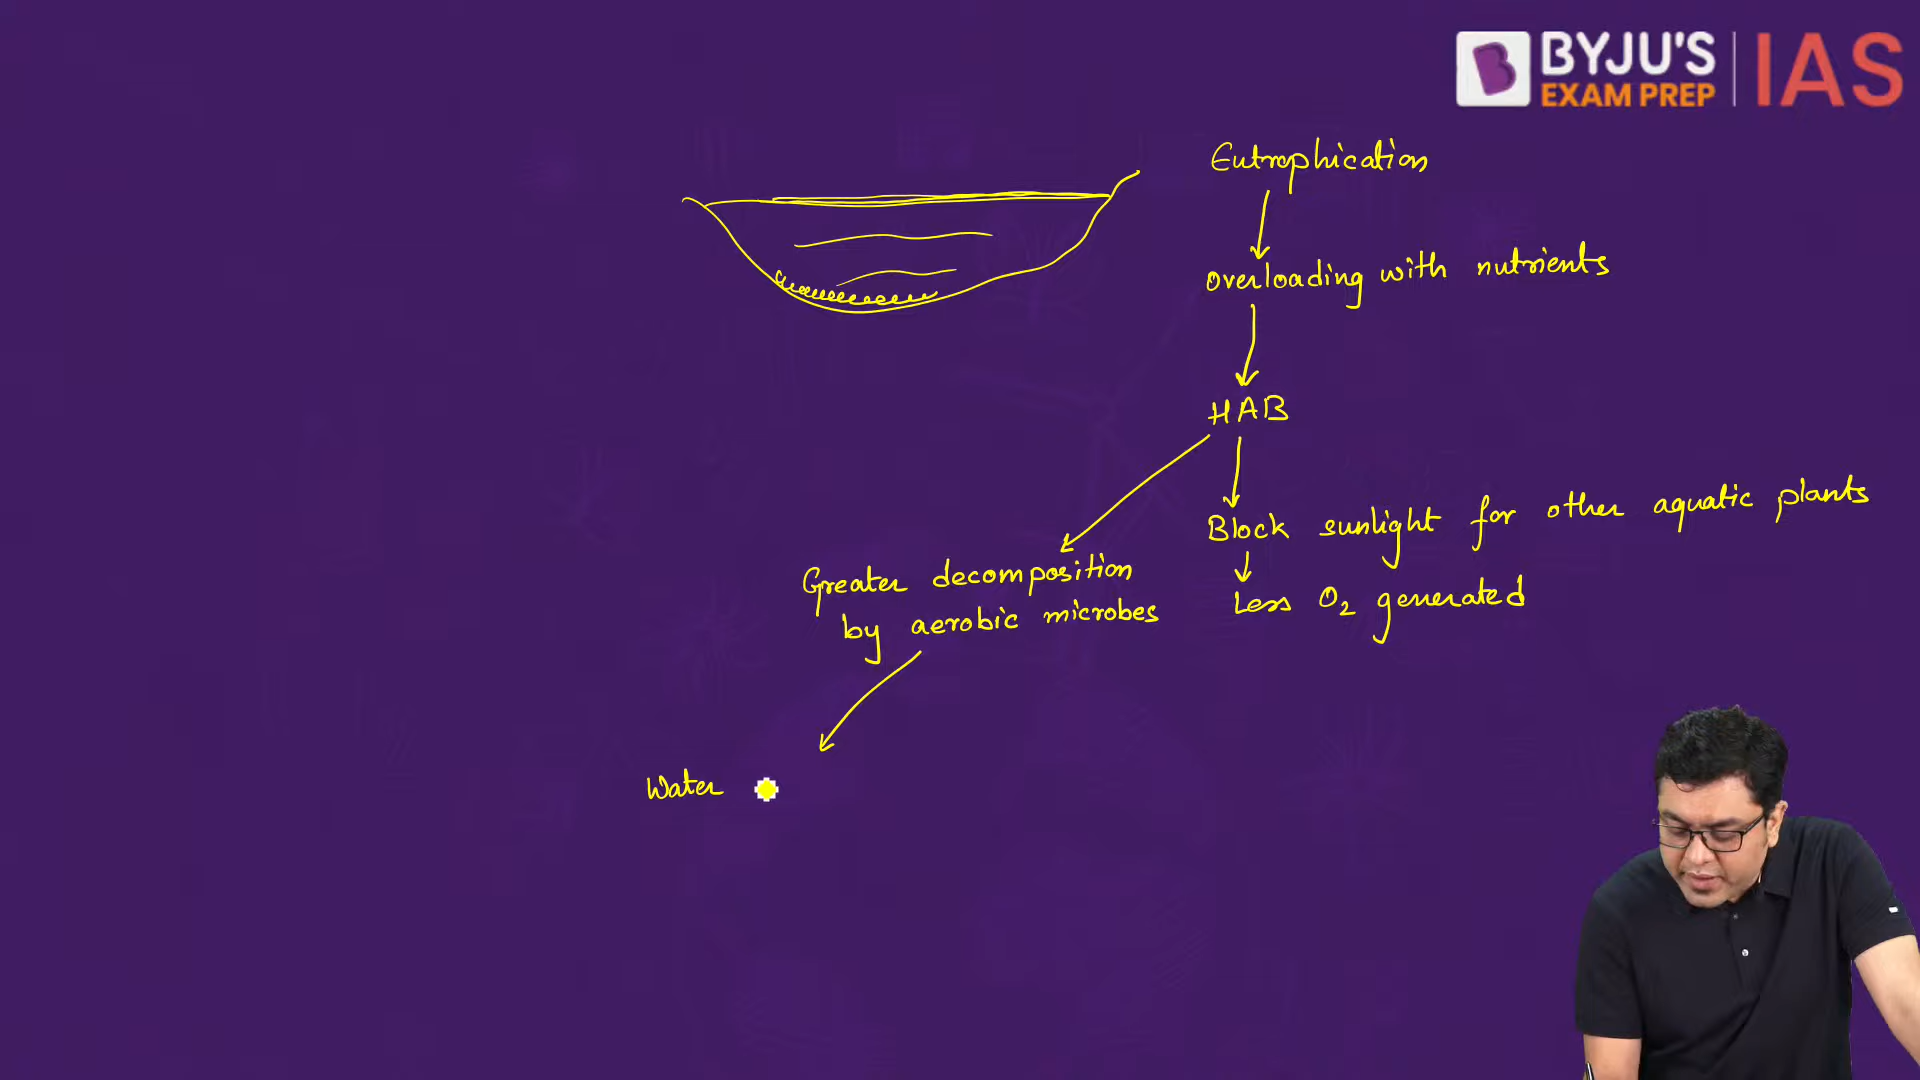 BYJU'S
EXAM PREP
IAS
Eutrophication
Overloading with nutrients
HAB
Block sunlight for other aquatic plants
Less O₂ generated
Greater decomposition
by aerobic microbes
Water